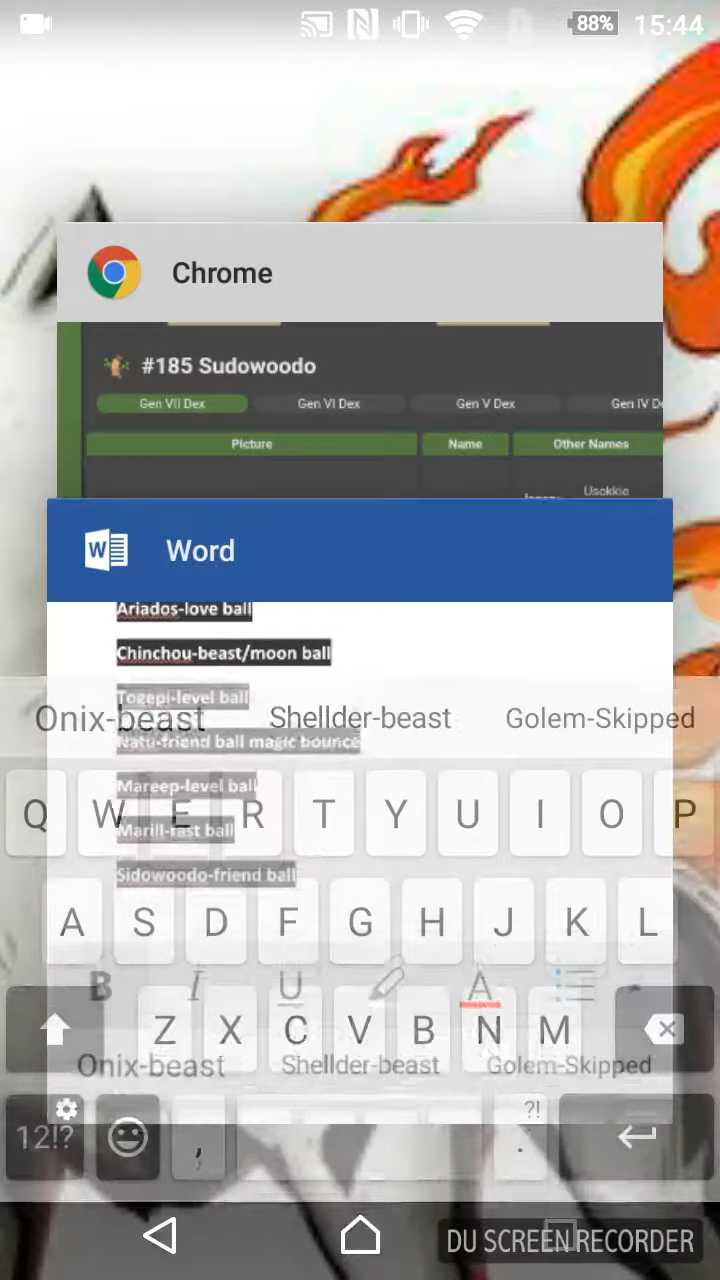 88% 15:44
Chrome
#185 Sudowoodo
Gen VII Dex Gen VI Dex Gen V Dex Gen IV
Picture Name Other Names
Usokkie
Word
Ariados-love ball
Chinchou-beast/moon ball
Togepi-level ball
Onix-beast Shellder-beast Golem-Skipped
Natu-friend ball magic bounce
Mareep-level ball
Q W E R T Y U I O P
Marill-fast ball
Sidowoodo-friend ball
A S D F G H J K L
B I U A
Z X C V B N M
Onix-beast Shellder-beast Golem-Skipped
12!? , . ?!
DU SCREEN RECORDER